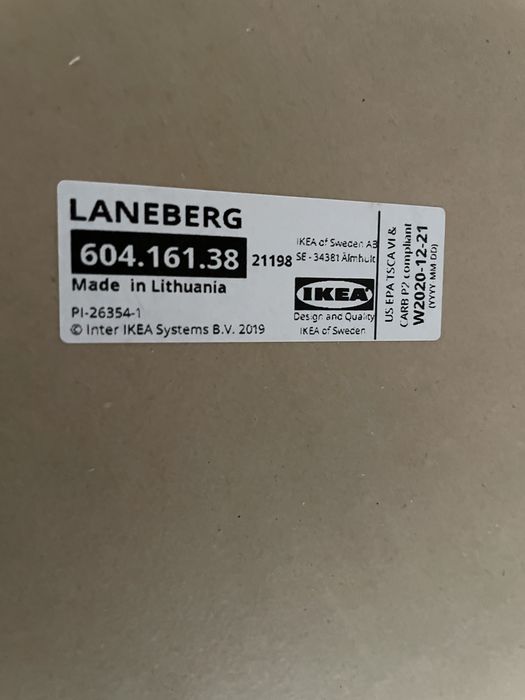 LANEBERG
604.161.38 21198
Made in Lithuania
PI-26354-1
© Inter IKEA Systems B.V. 2019
IKEA of Sweden AB
SE - 34381 Älmhult
IKEA
Design and Quality
IKEA of Sweden
US EPA TSCA VI &
CARB P2 compliant
W2020-12-21
(YYYY MM DD)